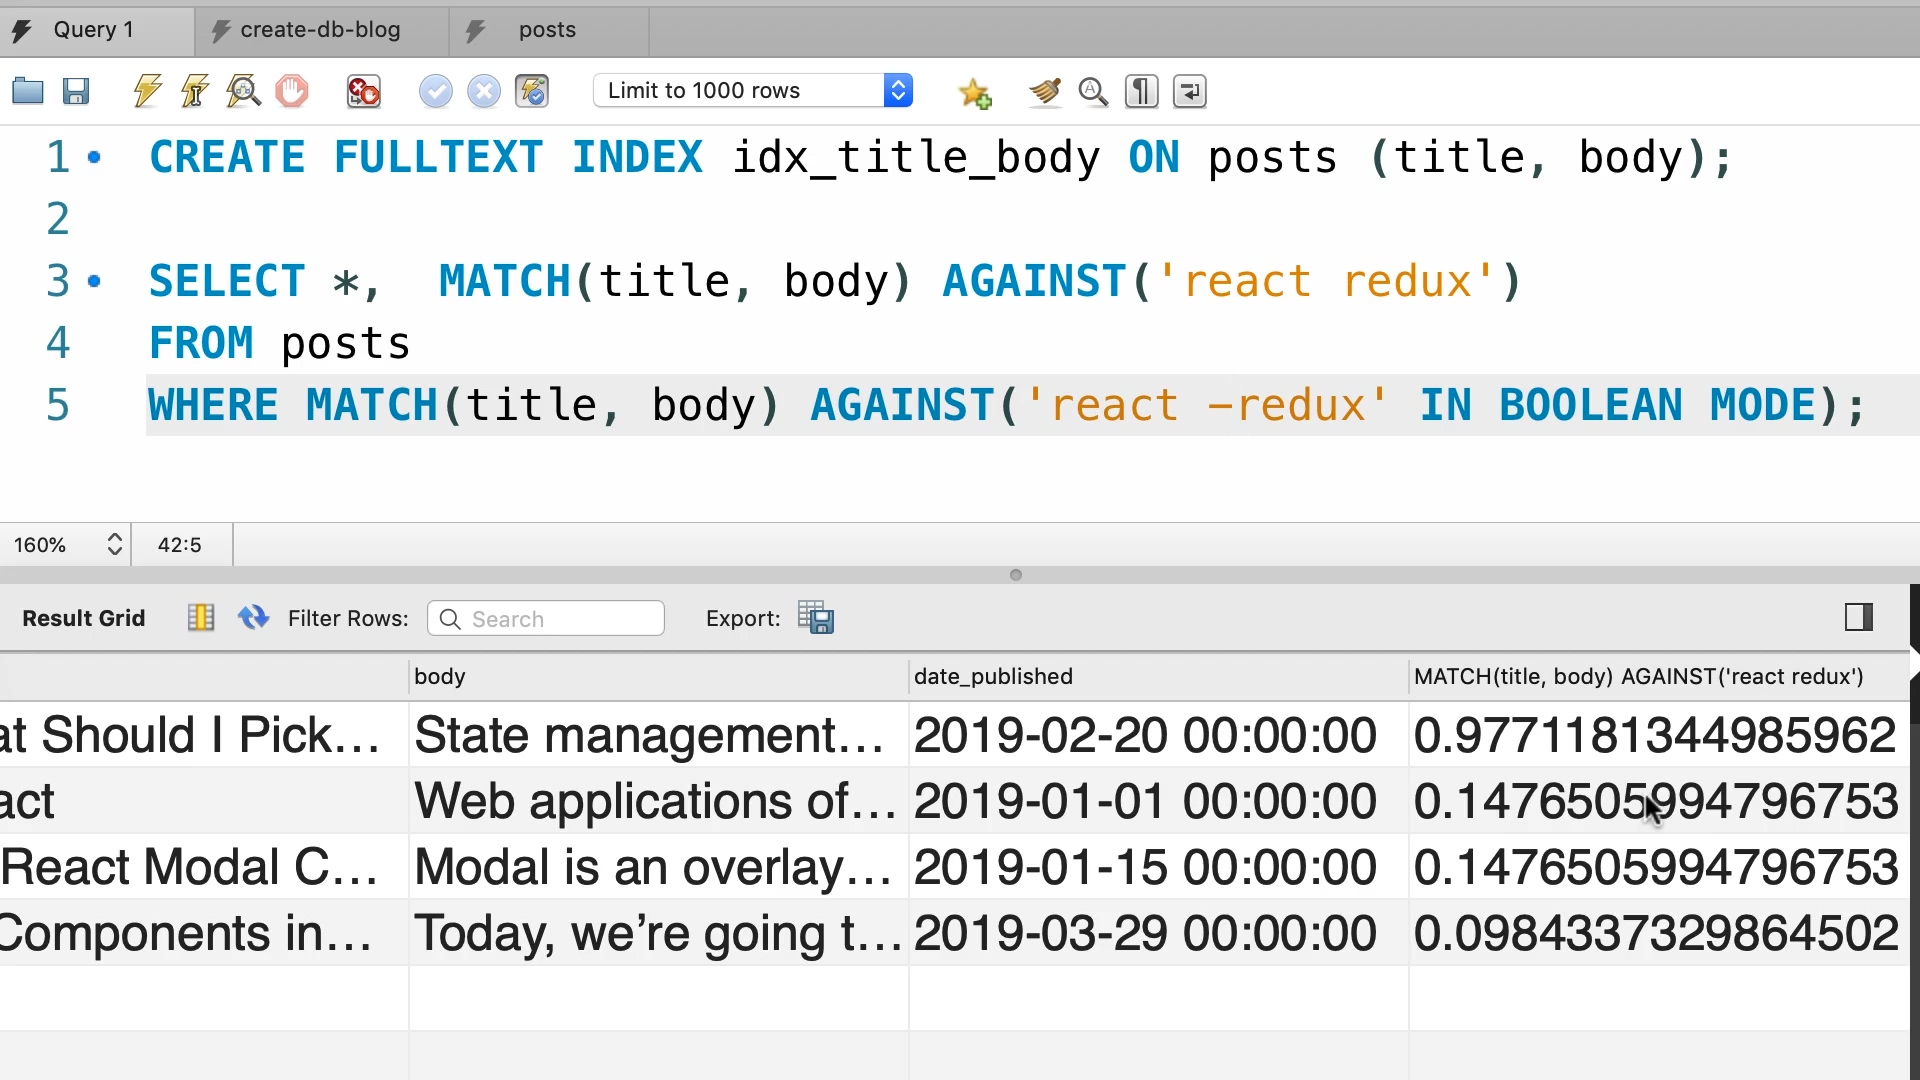 Query 1 create-db-blog posts
Limit to 1000 rows
1 CREATE FULLTEXT INDEX idx_title_body ON posts (title, body);
2
3 SELECT *,  MATCH(title, body) AGAINST('react redux')
4 FROM posts
5 WHERE MATCH(title, body) AGAINST('react -redux' IN BOOLEAN MODE);
160% 42:5
Result Grid Filter Rows: Search Export:
body date_published MATCH(title, body) AGAINST('react redux')
at Should I Pick... State management... 2019-02-20 00:00:00 0.9771181344985962
act Web applications of... 2019-01-01 00:00:00 0.1476505994796753
React Modal C... Modal is an overlay... 2019-01-15 00:00:00 0.1476505994796753
Components in... Today, we’re going t... 2019-03-29 00:00:00 0.0984337329864502